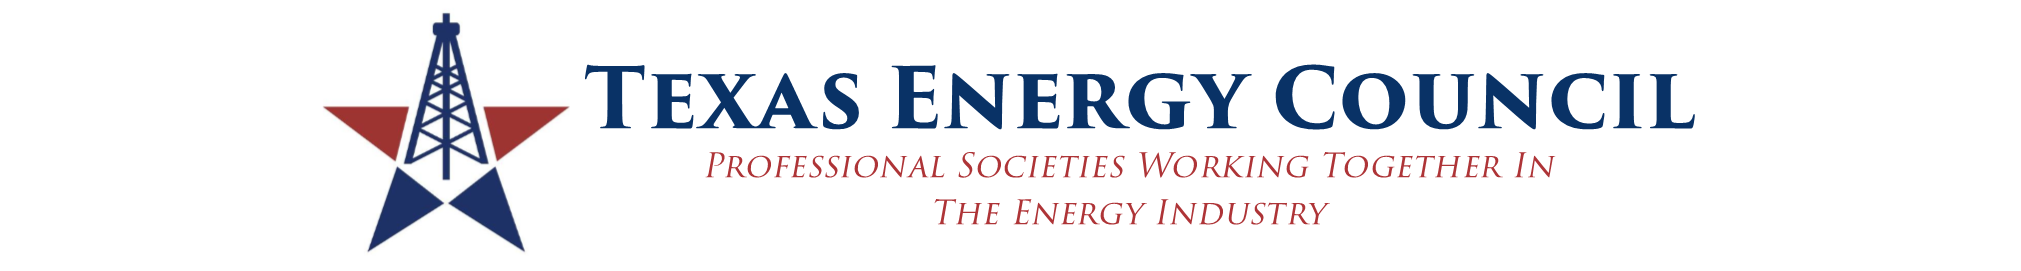 Texas Energy Council
Professional Societies Working Together In
The Energy Industry